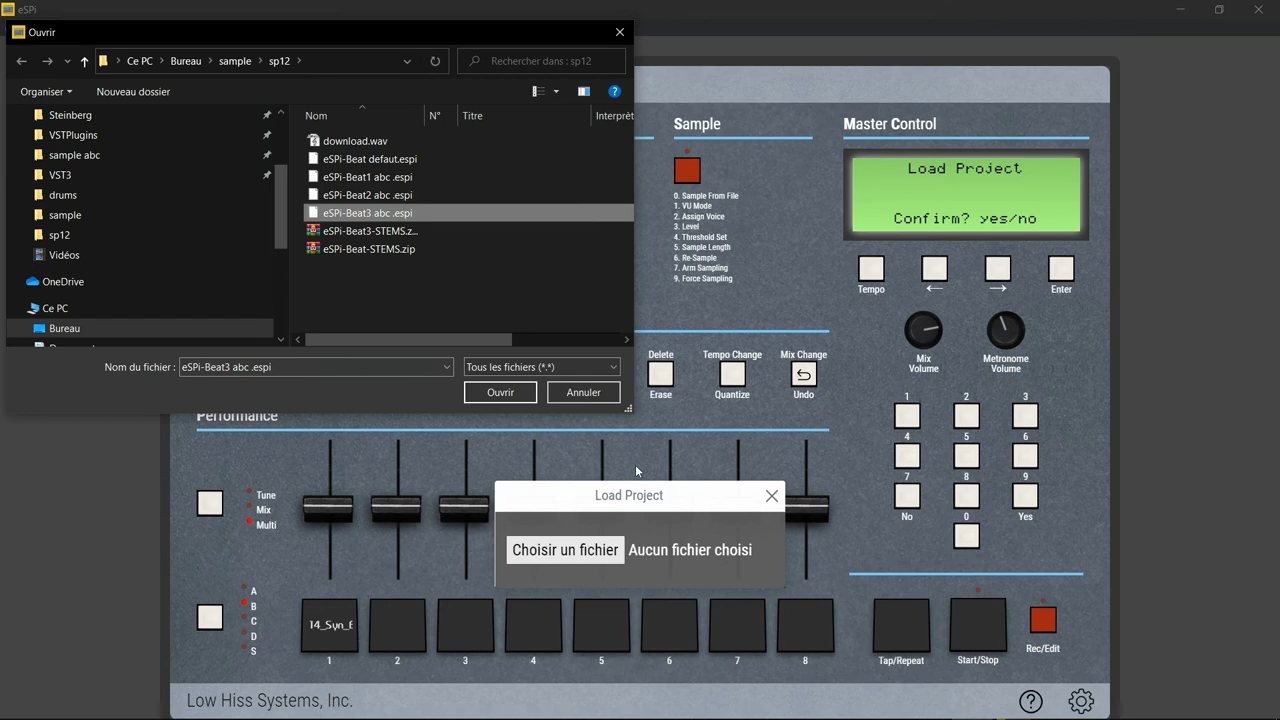 eSPi
Ouvrir
Ce PC
Bureau
sample
sp12
Rechercher dans : sp12
Organiser
Nouveau dossier
?
Steinberg
VSTPlugins
sample abc
VST3
drums
sample
sp12
Vidéos
OneDrive
Ce PC
Bureau
Nom
N°
Titre
Interprèt
download.wav
eSPi-Beat defaut.espi
eSPi-Beat1 abc .espi
eSPi-Beat2 abc .espi
eSPi-Beat3 abc .espi
eSPi-Beat3-STEMS.z...
eSPi-Beat-STEMS.zip
Nom du fichier :
eSPi-Beat3 abc .espi
Tous les fichiers (*.*)
Ouvrir
Annuler
Sample
0. Sample From File
1. VU Mode
2. Assign Voice
3. Level
4. Threshold Set
5. Sample Length
6. Re-Sample
7. Arm Sampling
9. Force Sampling
Master Control
Load Project
Confirm? yes/no
Tempo
←
→
Enter
Mix
Volume
Metronome
Volume
Delete
Erase
Tempo Change
Quantize
Mix Change
Undo
1
2
3
4
5
6
7
8
9
No
0
Yes
Performance
Tune
Mix
Multi
Load Project
Choisir un fichier
Aucun fichier choisi
A
B
C
D
S
14_Syn_f
1
2
3
4
5
6
7
8
Tap/Repeat
Start/Stop
Rec/Edit
Low Hiss Systems, Inc.
?